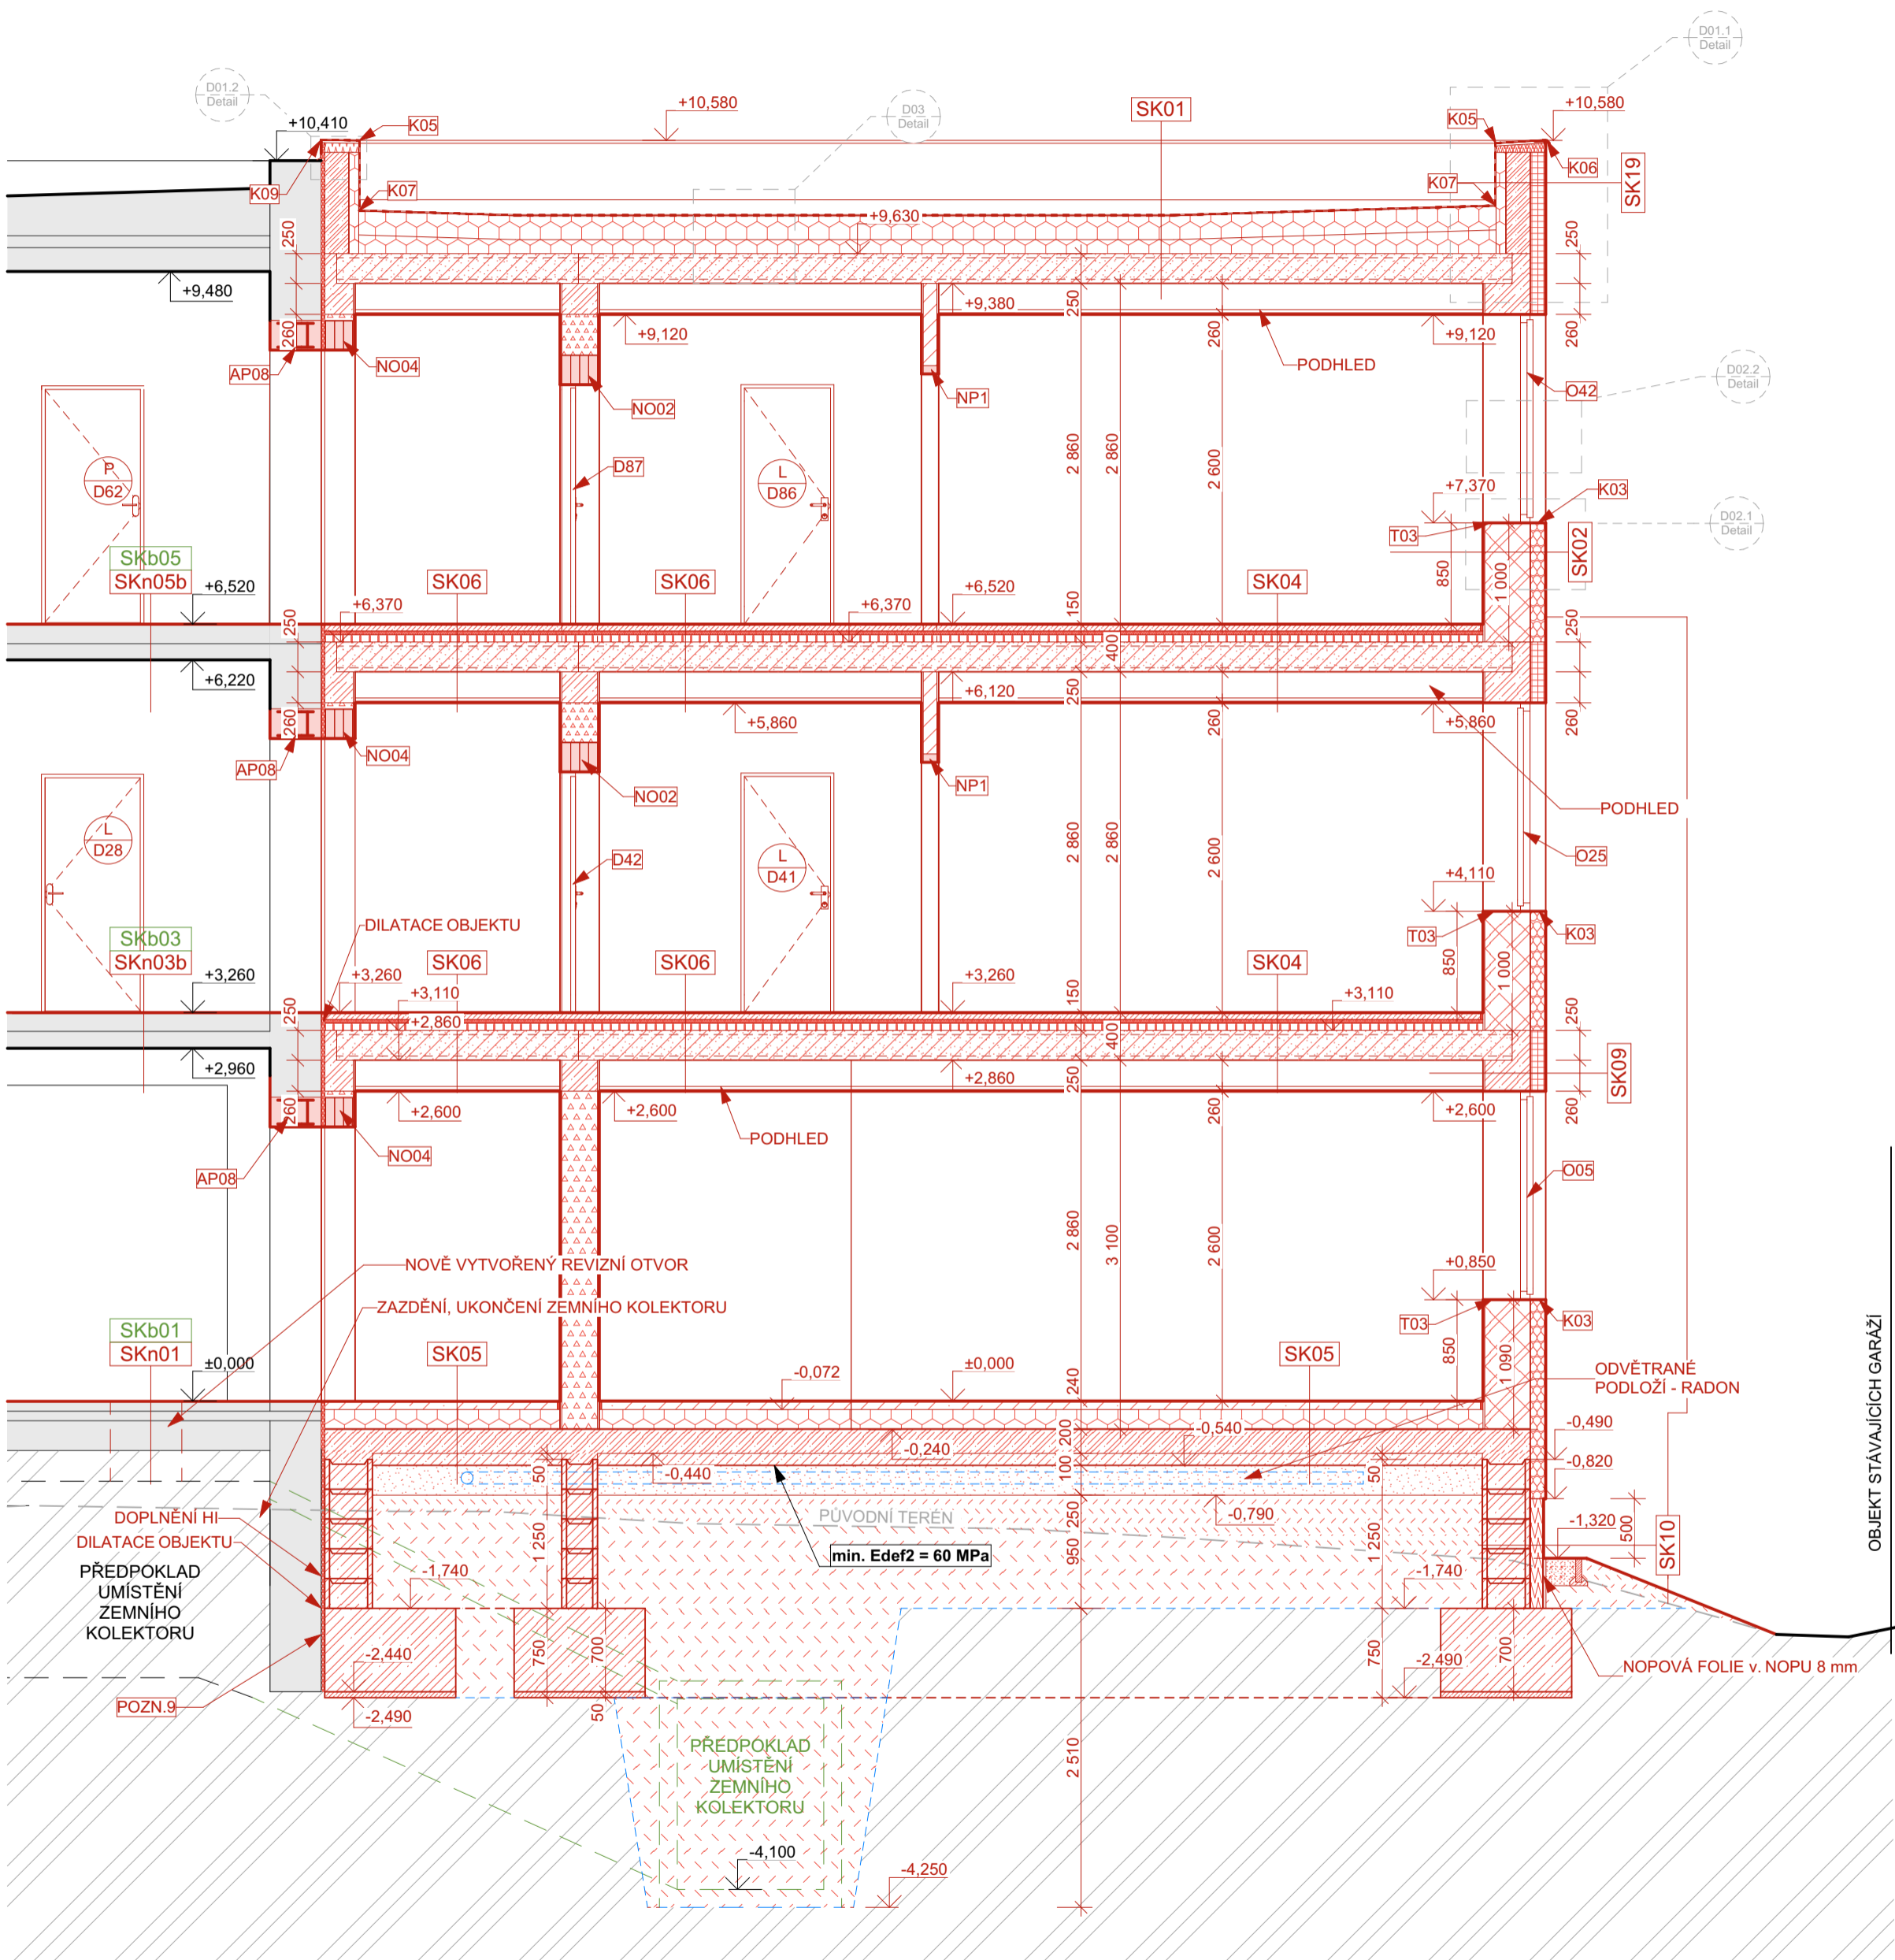 D01.1
Detail
D01.2
Detail
D03
Detail
+10,580
SK01
+10,580
+10,410
K05
K05
K06
SK19
K09
K07
K07
+9,630
250
250
+9,480
+9,380
250
260
+9,120
260
+9,120
260
260
AP08
NO04
PODHLED
D02.2
Detail
NO02
NP1
O42
P
D62
D87
L
D86
2 860
2 860
2 600
+7,370
K03
T03
D02.1
Detail
SK02
SKb05
SKn05b
+6,520
SK06
SK06
+6,520
SK04
850
1 000
250
+6,370
+6,370
150
250
400
+6,220
+6,120
250
260
+5,860
260
+5,860
260
AP08
NO04
NO02
NP1
PODHLED
L
D28
D42
L
D41
2 860
2 860
2 600
O25
+4,110
T03
K03
DILATACE OBJEKTU
SKb03
SKn03b
+3,260
SK06
+3,260
SK06
+3,260
SK04
850
1 000
+3,110
150
+3,110
250
250
+2,860
400
+2,960
+2,860
250
SK09
260
+2,600
+2,600
260
+2,600
260
PODHLED
NO04
AP08
O05
2 860
3 100
2 600
NOVĚ VYTVOŘENÝ REVIZNÍ OTVOR
+0,850
ZAZDĚNÍ, UKONČENÍ ZEMNÍHO KOLEKTORU
T03
K03
SKb01
SKn01
±0,000
SK05
-0,072
±0,000
SK05
850
1 090
ODVĚTRANÉ
PODLOŽÍ - RADON
OBJEKT STÁVAJÍCÍCH GARÁŽÍ
240
-0,490
200
-0,240
-0,540
50
-0,440
100
50
-0,820
-0,790
250
PŮVODNÍ TERÉN
DOPLNĚNÍ HI
-1,320
500
SK10
DILATACE OBJEKTU
1 250
min. Edef2 = 60 MPa
950
1 250
PŘEDPOKLAD
UMÍSTĚNÍ
ZEMNÍHO
KOLEKTORU
-1,740
-1,740
-2,440
750
700
750
-2,490
700
NOPOVÁ FOLIE v. NOPU 8 mm
POZN.9
-2,490
50
PŘEDPOKLAD
UMÍSTĚNÍ
ZEMNÍHO
KOLEKTORU
2 510
-4,100
-4,250